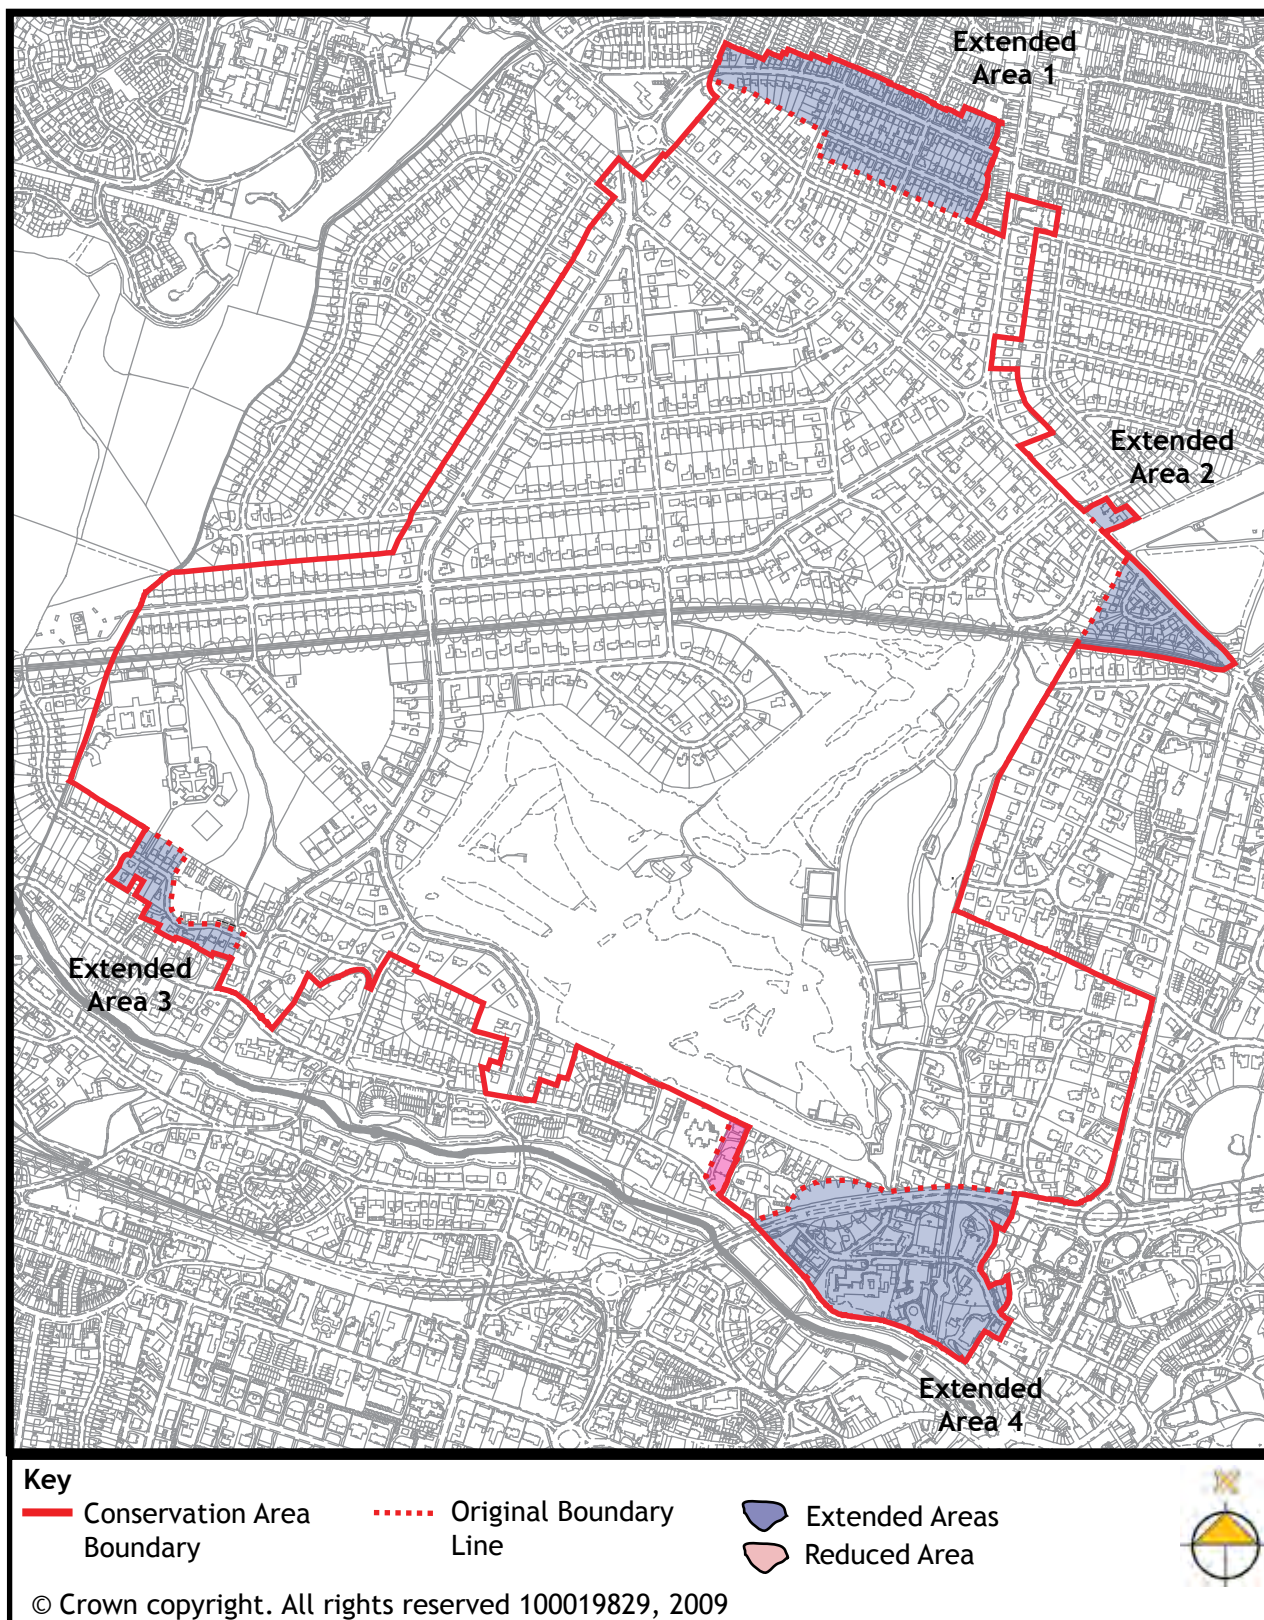 Extended
Area 1
Extended
Area 2
Extended
Area 3
Extended
Area 4
Key
Conservation Area
Boundary
Original Boundary
Line
Extended Areas
Reduced Area
N
© Crown copyright. All rights reserved 100019829, 2009